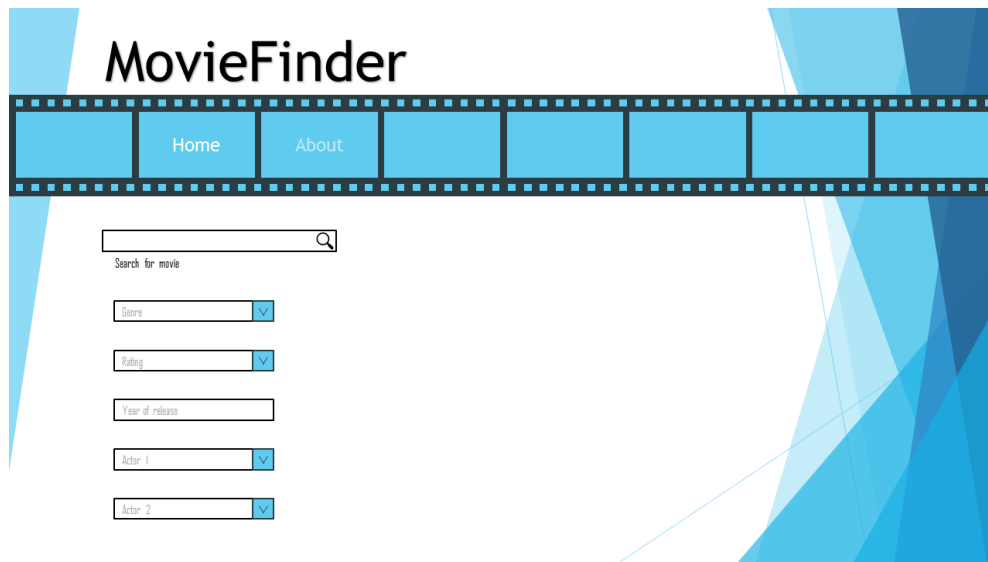 MovieFinder
Home About
Search for movie
Genre
Rating
Year of release
Actor 1
Actor 2